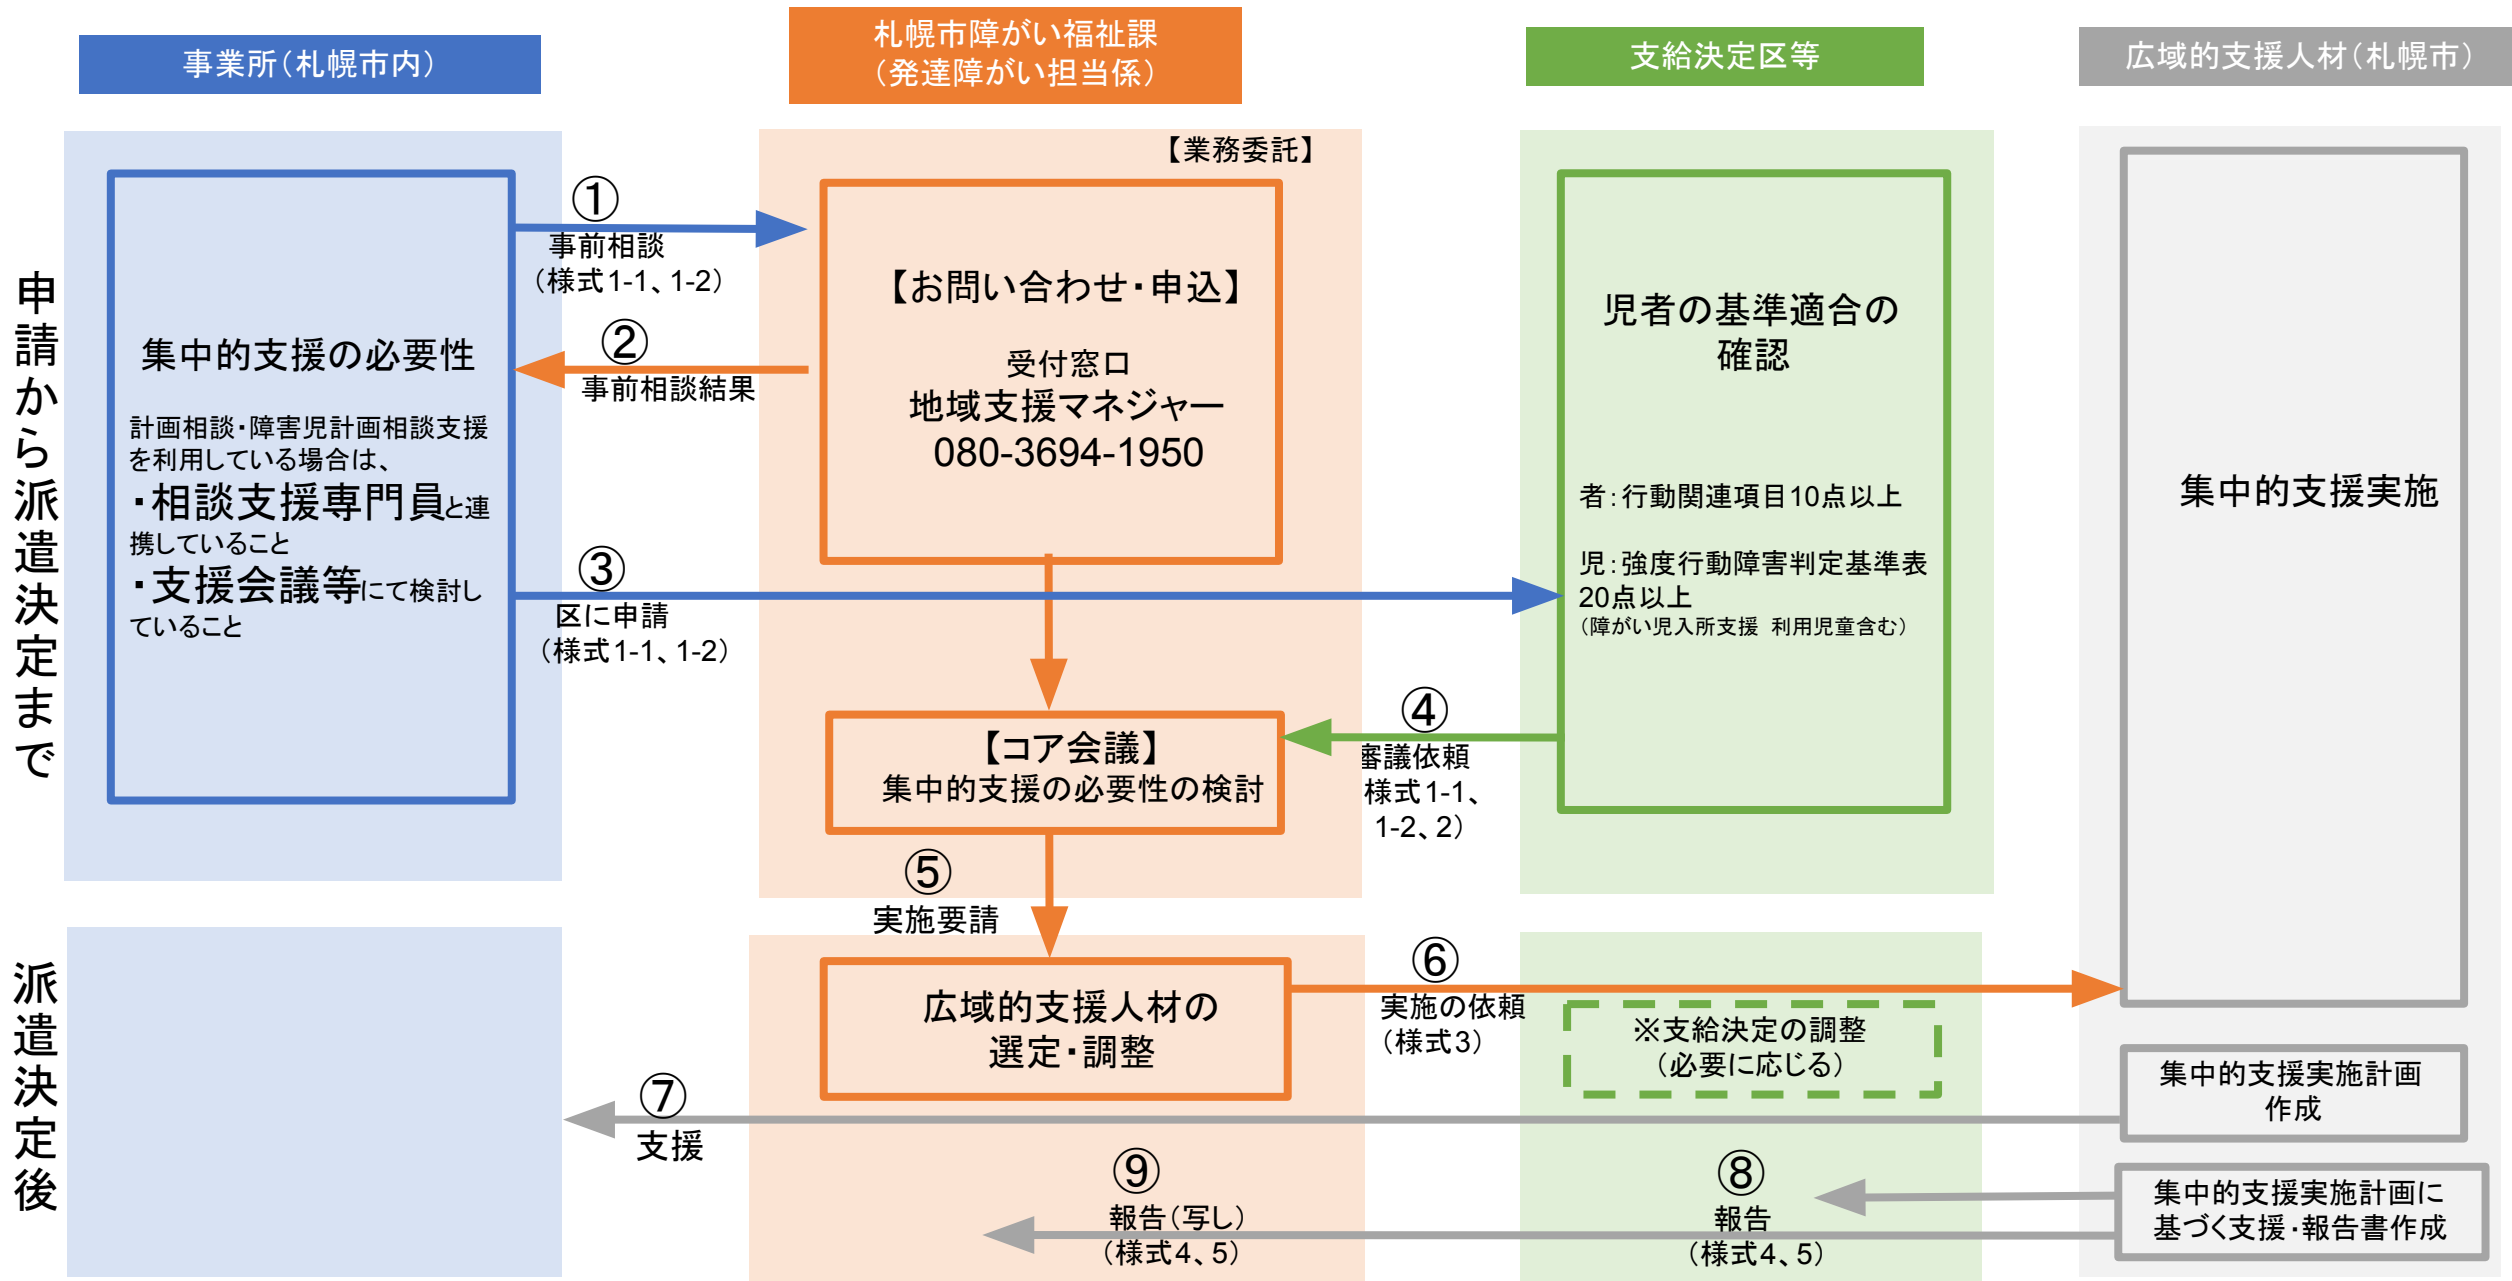 事業所（札幌市内）
札幌市障がい福祉課
（発達障がい担当係）
支給決定区等
広域的支援人材（札幌市）
申請から派遣決定まで
集中的支援の必要性
計画相談・障害児計画相談支援
を利用している場合は、
・相談支援専門員と連
携していること
・支援会議等にて検討し
ていること
①
事前相談
（様式1-1、1-2）
②
事前相談結果
③
区に申請
（様式1-1、1-2）
【業務委託】
【お問い合わせ・申込】
受付窓口
地域支援マネジャー
080-3694-1950
【コア会議】
集中的支援の必要性の検討
④
審議依頼
様式1-1、
1-2、2）
児者の基準適合の
確認
者：行動関連項目10点以上
児：強度行動障害判定基準表
20点以上
（障がい児入所支援 利用児童含む）
集中的支援実施
⑤
実施要請
派遣決定後
広域的支援人材の
選定・調整
⑥
実施の依頼
（様式3）
※支給決定の調整
（必要に応じる）
集中的支援実施計画
作成
⑦
支援
⑨
報告（写し）
（様式4、5）
⑧
報告
（様式4、5）
集中的支援実施計画に
基づく支援・報告書作成